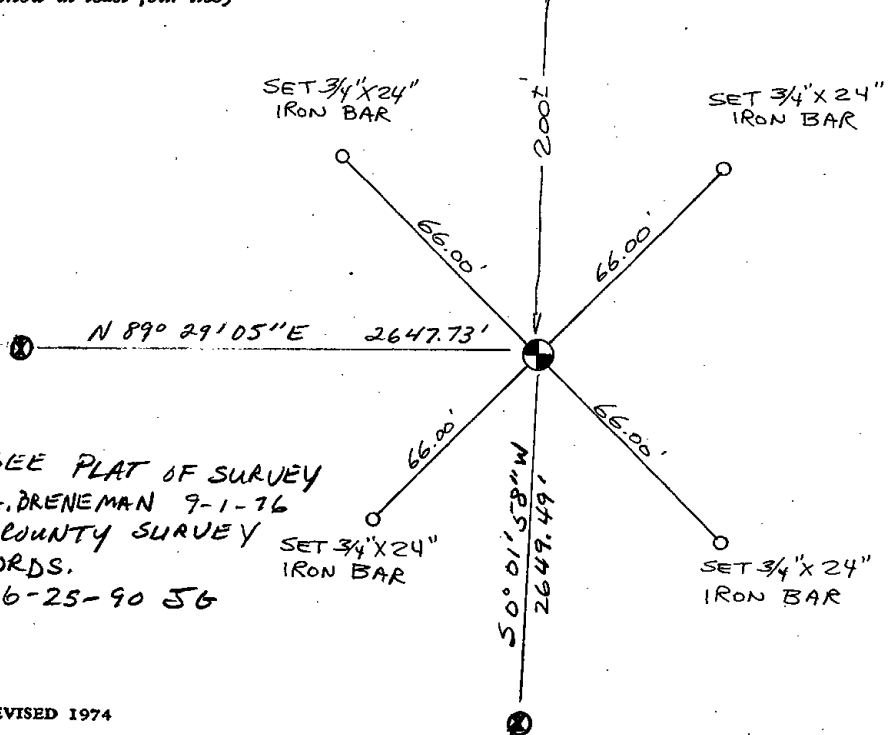 SET 3/4" X 24"
IRON BAR
200±'
SET 3/4" X 24"
IRON BAR
66.00'
66.00'
N 89° 29' 05" E 2647.73'
66.00'
66.00'
S 0° 01' 58" W
2649.49'
SEE PLAT OF SURVEY
BRENEMAN 9-1-76
COUNTY SURVEY
ORDS.
6-25-90 JG
SET 3/4" X 24"
IRON BAR
SET 3/4" X 24"
IRON BAR
EVISED 1974